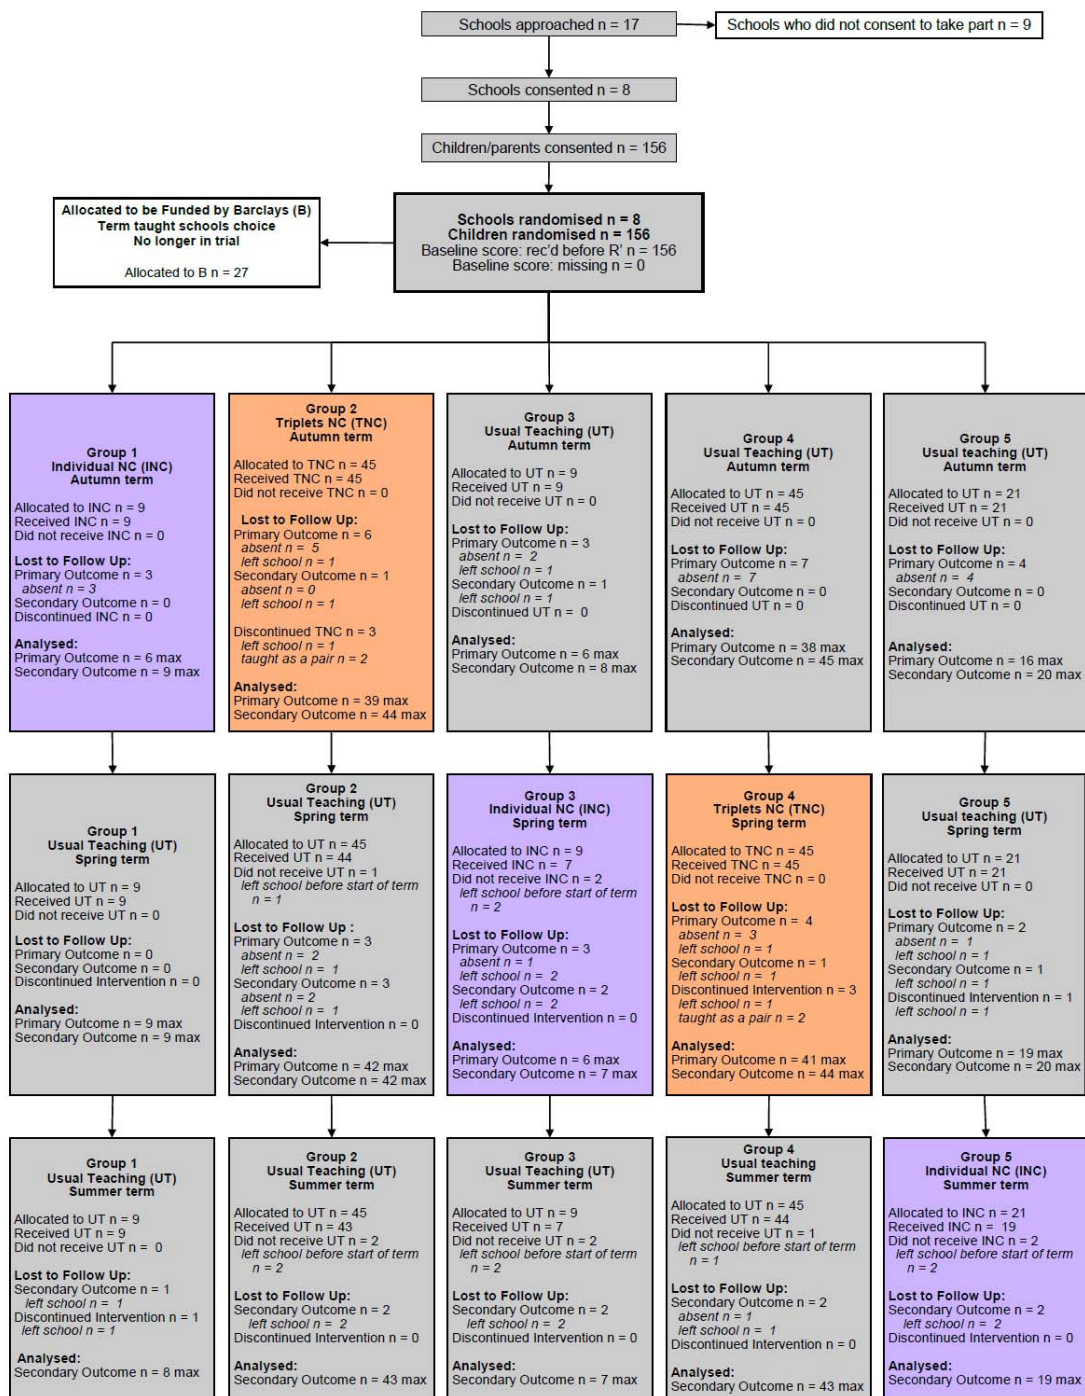 Schools approached n = 17
Schools who did not consent to take part n = 9
Schools consented n = 8
Children/parents consented n = 156
Allocated to be Funded by Barclays (B)
Term taught schools choice
No longer in trial
Allocated to B n = 27
Schools randomised n = 8
Children randomised n = 156
Baseline score: rec'd before R' n = 156
Baseline score: missing n = 0
Group 1
Individual NC (INC)
Autumn term
Allocated to INC n = 9
Received INC n = 9
Did not receive INC n = 0
Lost to Follow Up:
Primary Outcome n = 3
absent n = 3
Secondary Outcome n = 0
Discontinued INC n = 0
Analysed:
Primary Outcome n = 6 max
Secondary Outcome n = 9 max
Group 2
Triplets NC (TNC)
Autumn term
Allocated to TNC n = 45
Received TNC n = 45
Did not receive TNC n = 0
Lost to Follow Up:
Primary Outcome n = 6
absent n = 5
left school n = 1
Secondary Outcome n = 1
absent n = 0
left school n = 1
Discontinued TNC n = 3
left school n = 1
taught as a pair n = 2
Analysed:
Primary Outcome n = 39 max
Secondary Outcome n = 44 max
Group 3
Usual Teaching (UT)
Autumn term
Allocated to UT n = 9
Received UT n = 9
Did not receive UT n = 0
Lost to Follow Up:
Primary Outcome n = 3
absent n = 2
left school n = 1
Secondary Outcome n = 1
left school n = 1
Discontinued UT n = 0
Analysed:
Primary Outcome n = 6 max
Secondary Outcome n = 8 max
Group 4
Usual Teaching (UT)
Autumn term
Allocated to UT n = 45
Received UT n = 45
Did not receive UT n = 0
Lost to Follow Up:
Primary Outcome n = 7
absent n = 7
Secondary Outcome n = 0
Discontinued UT n = 0
Analysed:
Primary Outcome n = 38 max
Secondary Outcome n = 45 max
Group 5
Usual teaching (UT)
Autumn term
Allocated to UT n = 21
Received UT n = 21
Did not receive UT n = 0
Lost to Follow Up:
Primary Outcome n = 4
absent n = 4
Secondary Outcome n = 0
Discontinued UT n = 0
Analysed:
Primary Outcome n = 16 max
Secondary Outcome n = 20 max
Group 1
Usual Teaching (UT)
Spring term
Allocated to UT n = 9
Received UT n = 9
Did not receive UT n = 0
Lost to Follow Up:
Primary Outcome n = 0
Secondary Outcome n = 0
Discontinued Intervention n = 0
Analysed:
Primary Outcome n = 9 max
Secondary Outcome n = 9 max
Group 2
Usual Teaching (UT)
Spring term
Allocated to UT n = 45
Received UT n = 44
Did not receive UT n = 1
left school before start of term
n = 1
Lost to Follow Up :
Primary Outcome n = 3
absent n = 2
left school n = 1
Secondary Outcome n = 3
absent n = 2
left school n = 1
Discontinued Intervention n = 0
Analysed:
Primary Outcome n = 42 max
Secondary Outcome n = 42 max
Group 3
Individual NC (INC)
Spring term
Allocated to INC n = 9
Received INC n = 7
Did not receive INC n = 2
left school before start of term
n = 2
Lost to Follow Up:
Primary Outcome n = 3
absent n = 1
left school n = 2
Secondary Outcome n = 2
left school n = 2
Discontinued Intervention n = 0
Analysed:
Primary Outcome n = 6 max
Secondary Outcome n = 7 max
Group 4
Triplets NC (TNC)
Spring term
Allocated to TNC n = 45
Received TNC n = 45
Did not receive TNC n = 0
Lost to Follow Up:
Primary Outcome n = 4
absent n = 3
left school n = 1
Secondary Outcome n = 1
left school n = 1
Discontinued Intervention n = 3
left school n = 1
taught as a pair n = 2
Analysed:
Primary Outcome n = 41 max
Secondary Outcome n = 44 max
Group 5
Usual teaching (UT)
Spring term
Allocated to UT n = 21
Received UT n = 21
Did not receive UT n = 0
Lost to Follow Up:
Primary Outcome n = 2
absent n = 1
left school n = 1
Secondary Outcome n = 1
left school n = 1
Discontinued Intervention n = 1
left school n = 1
Analysed:
Primary Outcome n = 19 max
Secondary Outcome n = 20 max
Group 1
Usual Teaching (UT)
Summer term
Allocated to UT n = 9
Received UT n = 9
Did not receive UT n = 0
Lost to Follow Up:
Secondary Outcome n = 1
left school n = 1
Discontinued Intervention n = 1
left school n = 1
Analysed:
Secondary Outcome n = 8 max
Group 2
Usual Teaching (UT)
Summer term
Allocated to UT n = 45
Received UT n = 43
Did not receive UT n = 2
left school before start of term
n = 2
Lost to Follow Up:
Secondary Outcome n = 2
left school n = 2
Discontinued Intervention n = 0
Analysed:
Secondary Outcome n = 43 max
Group 3
Usual Teaching (UT)
Summer term
Allocated to UT n = 9
Received UT n = 7
Did not receive UT n = 2
left school before start of term
n = 2
Lost to Follow Up:
Secondary Outcome n = 2
left school n = 2
Discontinued Intervention n = 0
Analysed:
Secondary Outcome n = 7 max
Group 4
Usual teaching
Summer term
Allocated to UT n = 45
Received UT n = 44
Did not receive UT n = 1
left school before start of term
n = 1
Lost to Follow Up:
Secondary Outcome n = 2
absent n = 1
left school n = 1
Discontinued Intervention n = 0
Analysed:
Secondary Outcome n = 43 max
Group 5
Individual NC (INC)
Summer term
Allocated to INC n = 21
Received INC n = 19
Did not receive INC n = 2
left school before start of term
n = 2
Lost to Follow Up:
Secondary Outcome n = 2
left school n = 2
Discontinued Intervention n = 0
Analysed:
Secondary Outcome n = 19 max